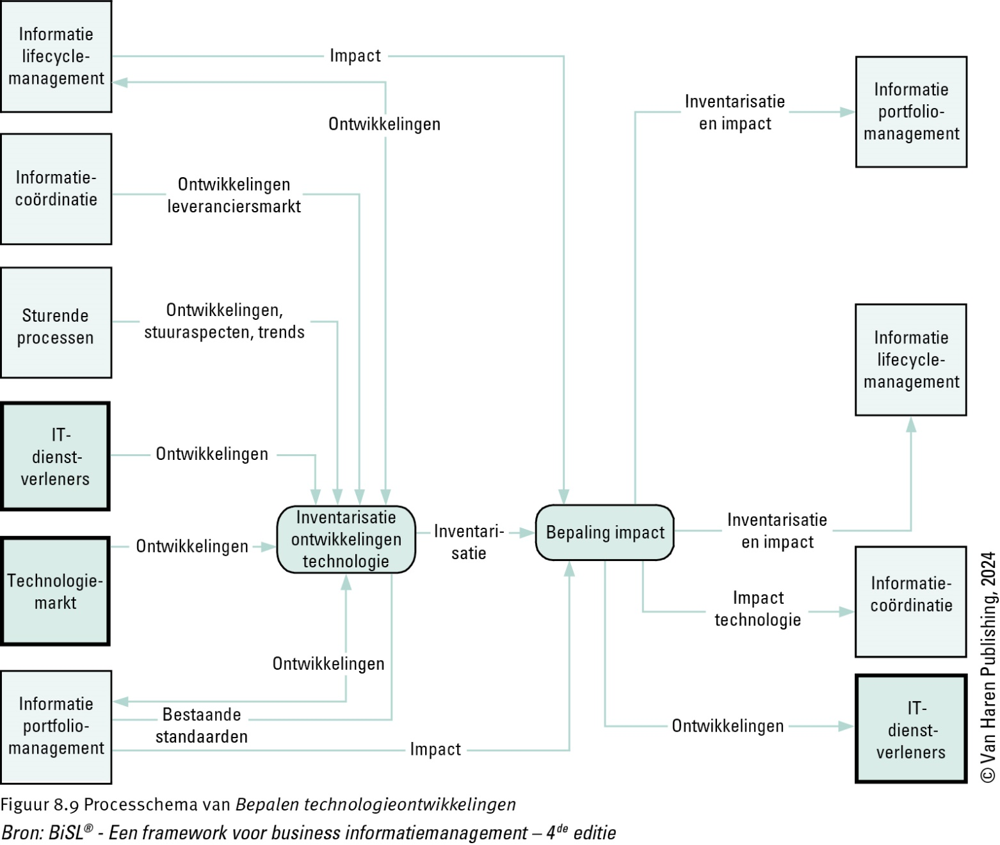 Informatie
lifecycle-
management
Impact
Ontwikkelingen
Informatie-
coördinatie
Ontwikkelingen
leveranciersmarkt
Sturende
processen
Ontwikkelingen,
stuuraspecten, trends
IT-
dienst-
verleners
Ontwikkelingen
Technologie-
markt
Ontwikkelingen
Informatie
portfolio-
management
Ontwikkelingen
Bestaande
standaarden
Impact
Inventarisatie
ontwikkelingen
technologie
Inventari-
satie
Bepaling impact
Inventarisatie
en impact
Informatie
portfolio-
management
Inventarisatie
en impact
Informatie
lifecycle-
management
Impact
technologie
Informatie-
coördinatie
Ontwikkelingen
IT-
dienst-
verleners
© Van Haren Publishing, 2024
Figuur 8.9 Processchema van Bepalen technologieontwikkelingen
Bron: BiSL® - Een framework voor business informatiemanagement – 4de editie